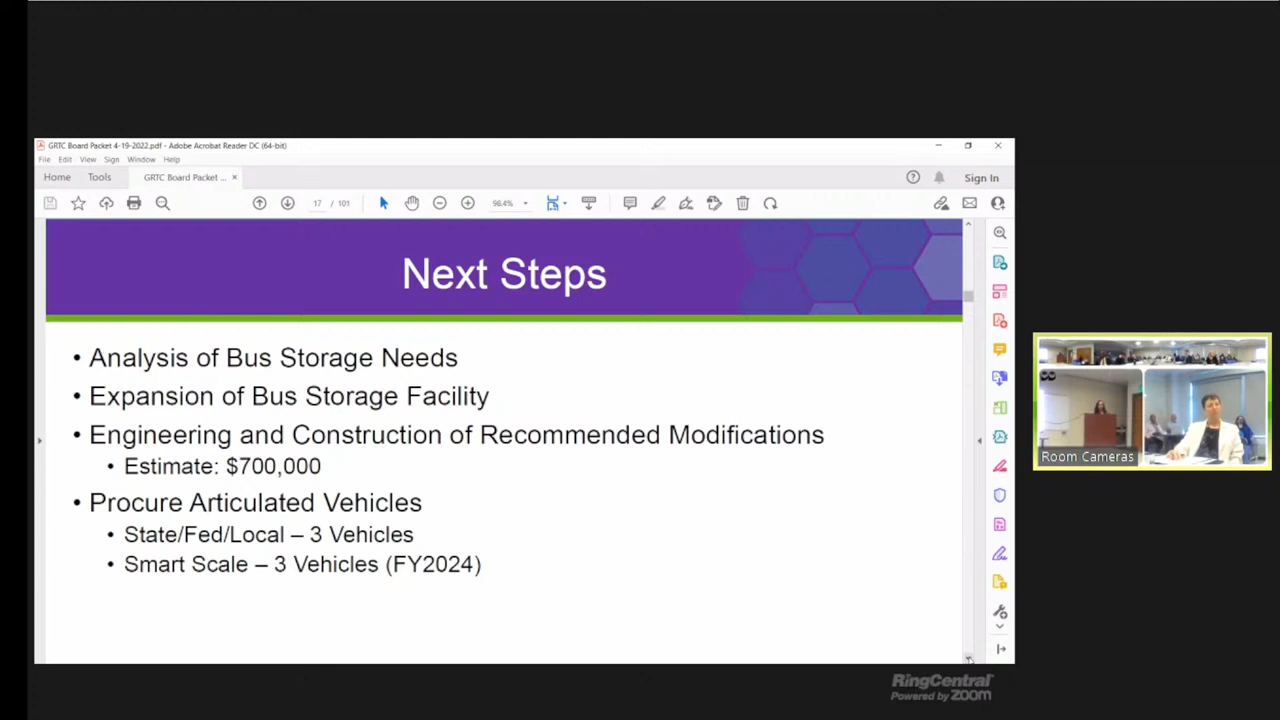 GRTC Board Packet 4-19-2022.pdf - Adobe Acrobat Reader DC (64-bit)
File Edit View Sign Window Help
Home Tools GRTC Board Packet ... × Sign In
17 / 101 98.4%
Next Steps
• Analysis of Bus Storage Needs
• Expansion of Bus Storage Facility
• Engineering and Construction of Recommended Modifications
• Estimate: $700,000
• Procure Articulated Vehicles
• State/Fed/Local – 3 Vehicles
• Smart Scale – 3 Vehicles (FY2024)
Room Cameras
RingCentral
Powered by zoom